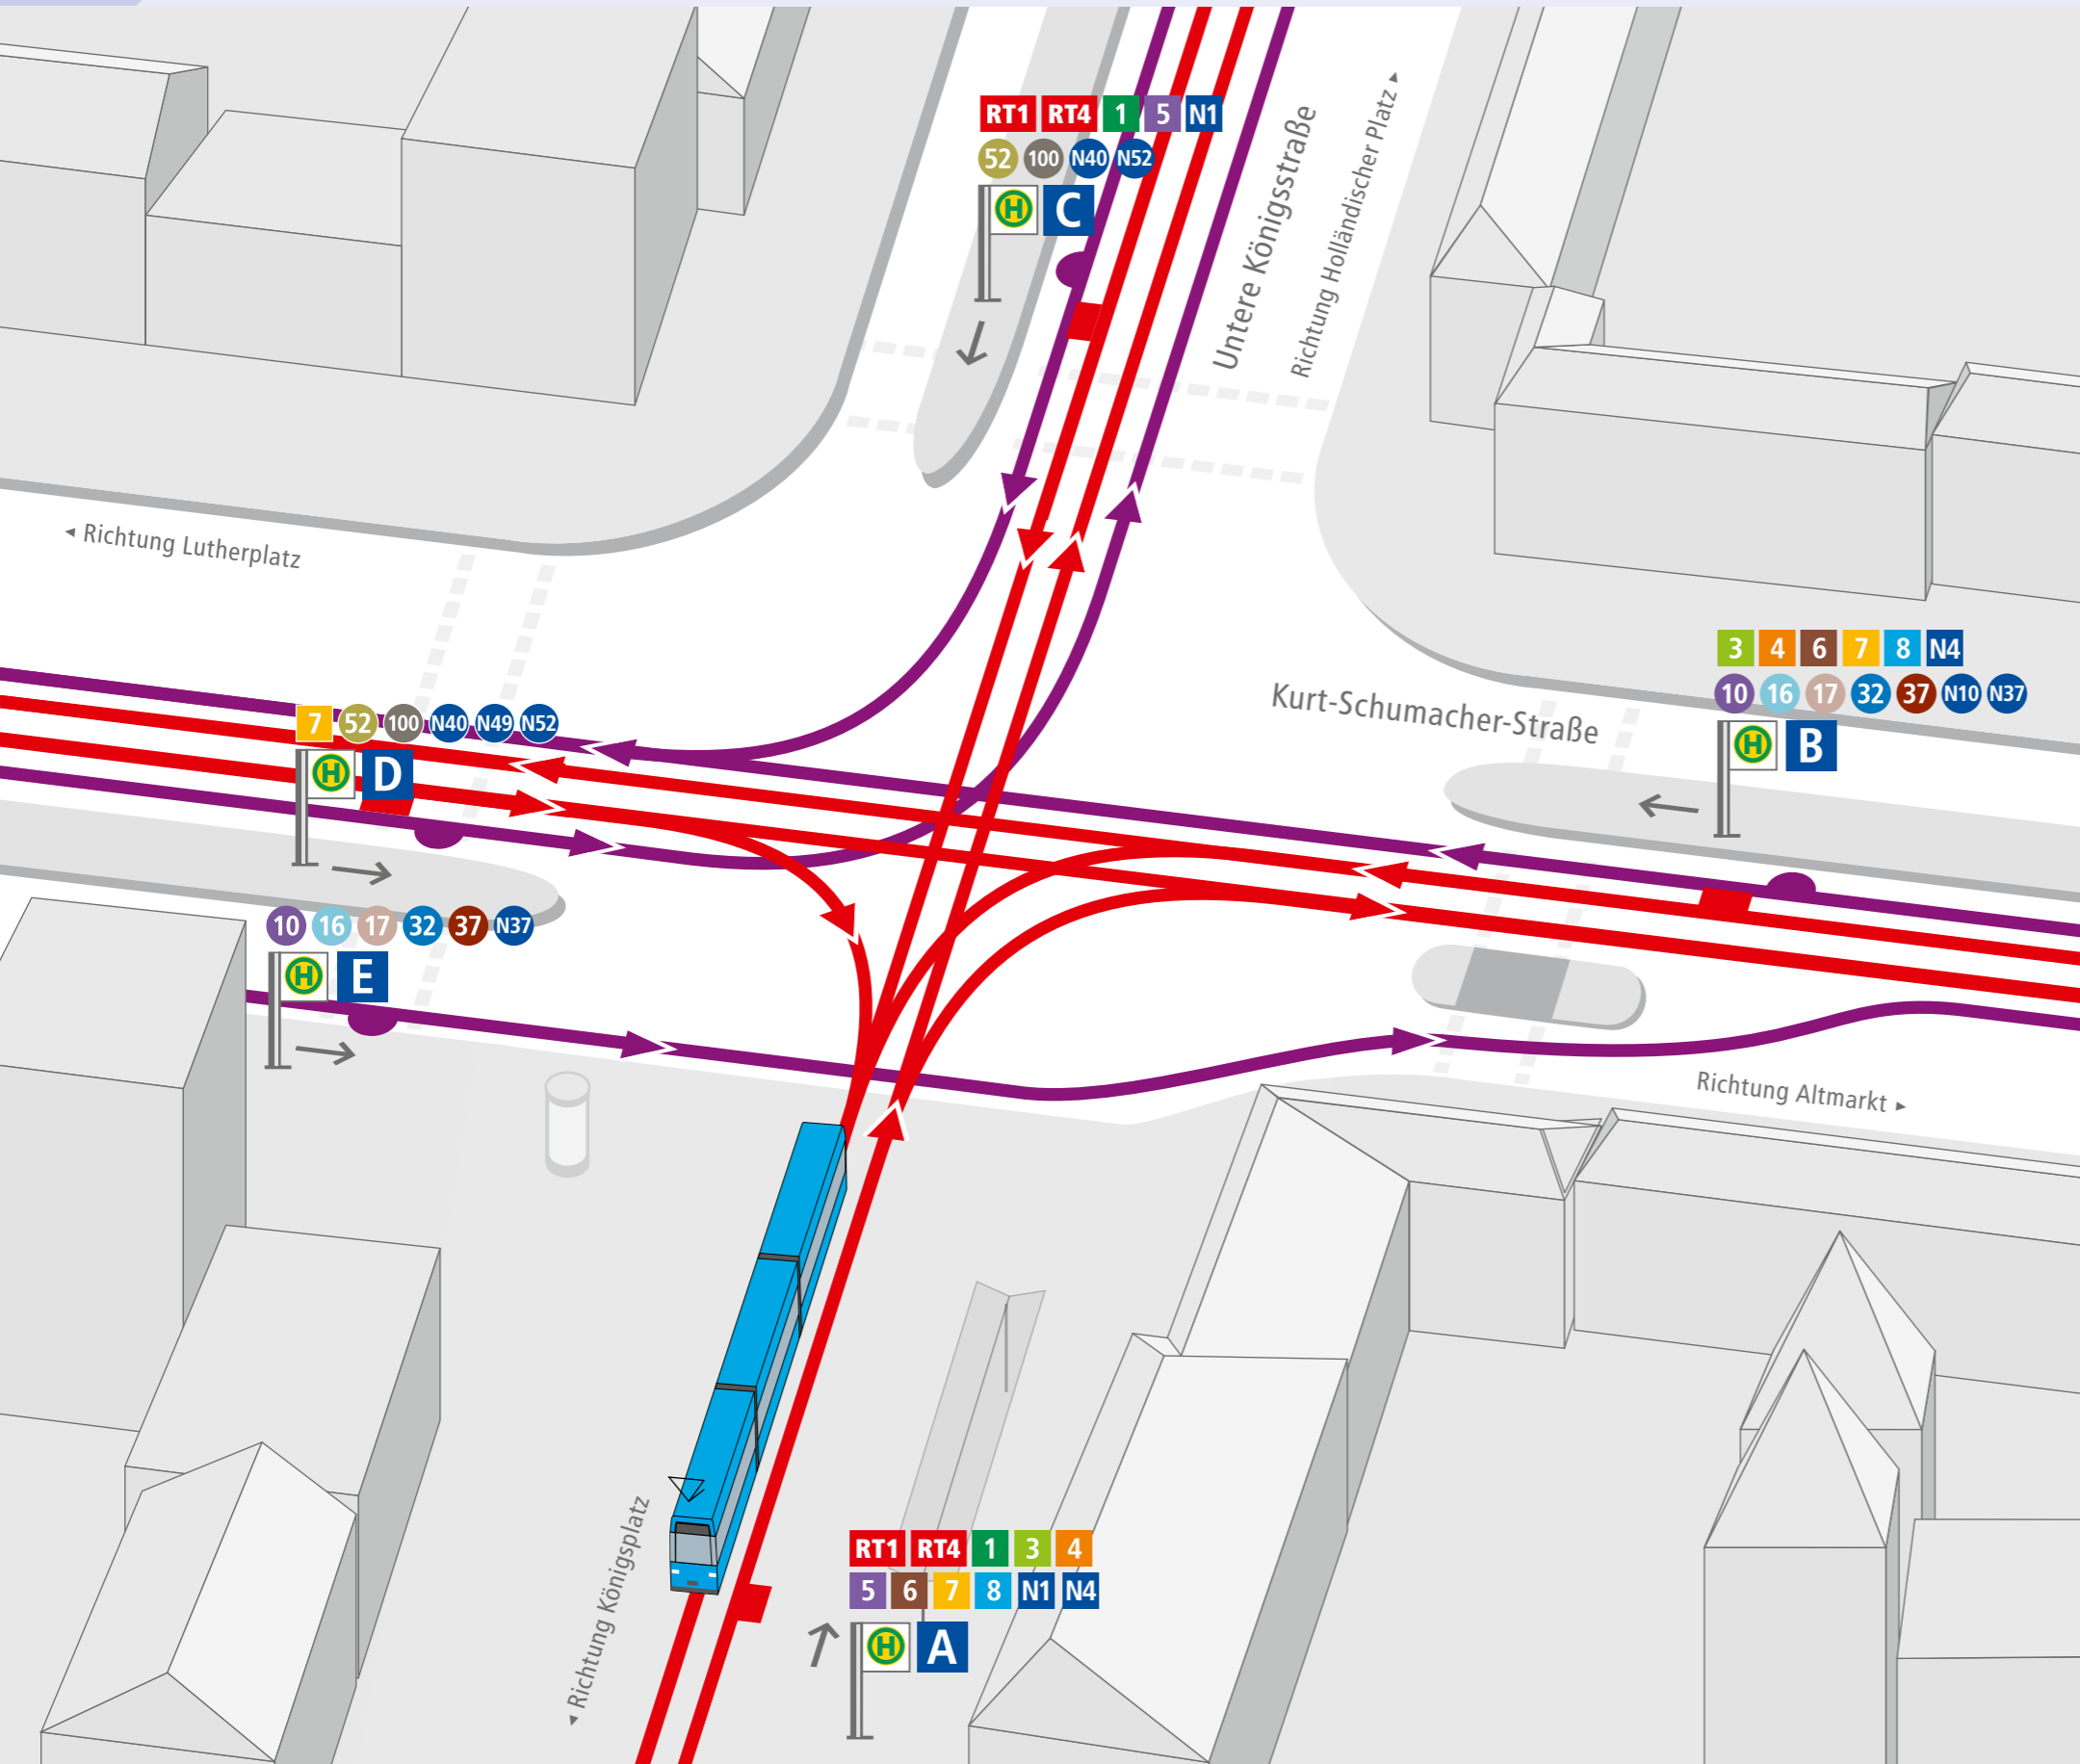 RT1 RT4 1 5 N1
52 100 N40 N52
H C
Untere Königsstraße
Richtung Holländischer Platz
Richtung Lutherplatz
3 4 6 7 8 N4
10 16 17 32 37 N10 N37
H B
Kurt-Schumacher-Straße
7 52 100 N40 N49 N52
H D
10 16 17 32 37 N37
H E
Richtung Altmarkt
Richtung Königsplatz
RT1 RT4 1 3 4
5 6 7 8 N1 N4
H A